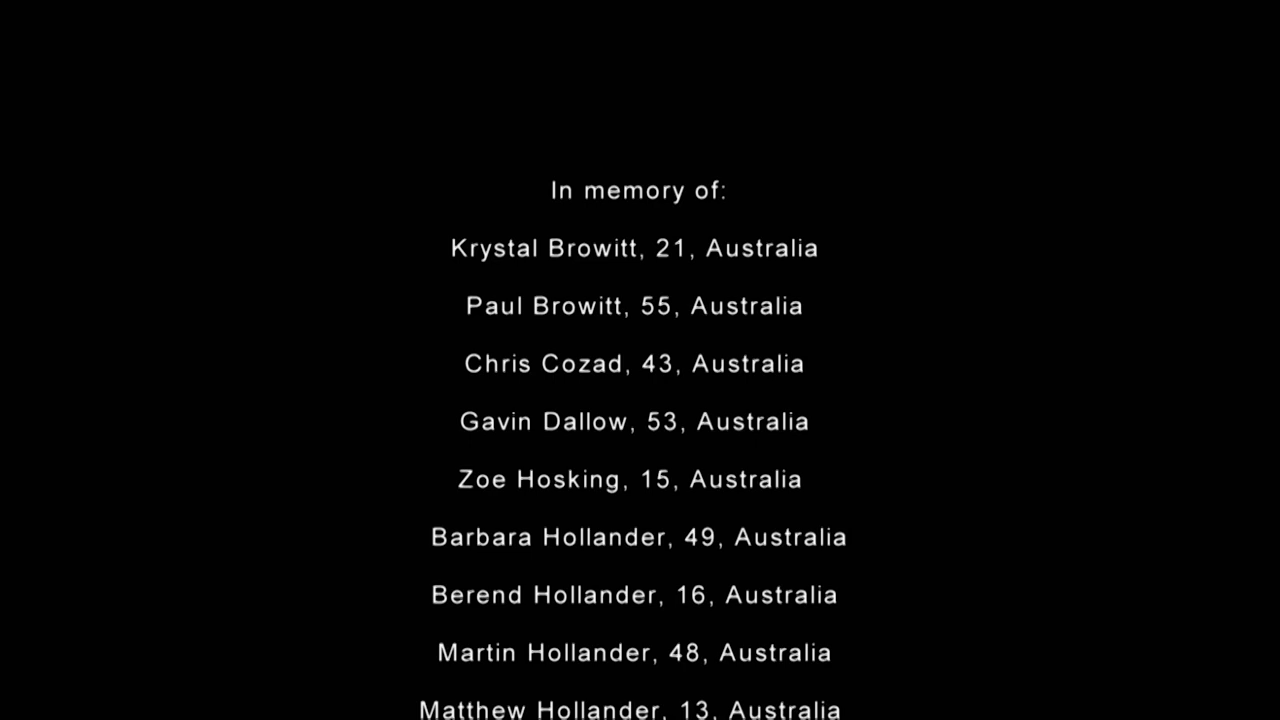 In memory of:
Krystal Browitt, 21, Australia
Paul Browitt, 55, Australia
Chris Cozad, 43, Australia
Gavin Dallow, 53, Australia
Zoe Hosking, 15, Australia
Barbara Hollander, 49, Australia
Berend Hollander, 16, Australia
Martin Hollander, 48, Australia
Matthew Hollander, 13, Australia